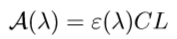 𝒜(λ) = ε(λ)CL